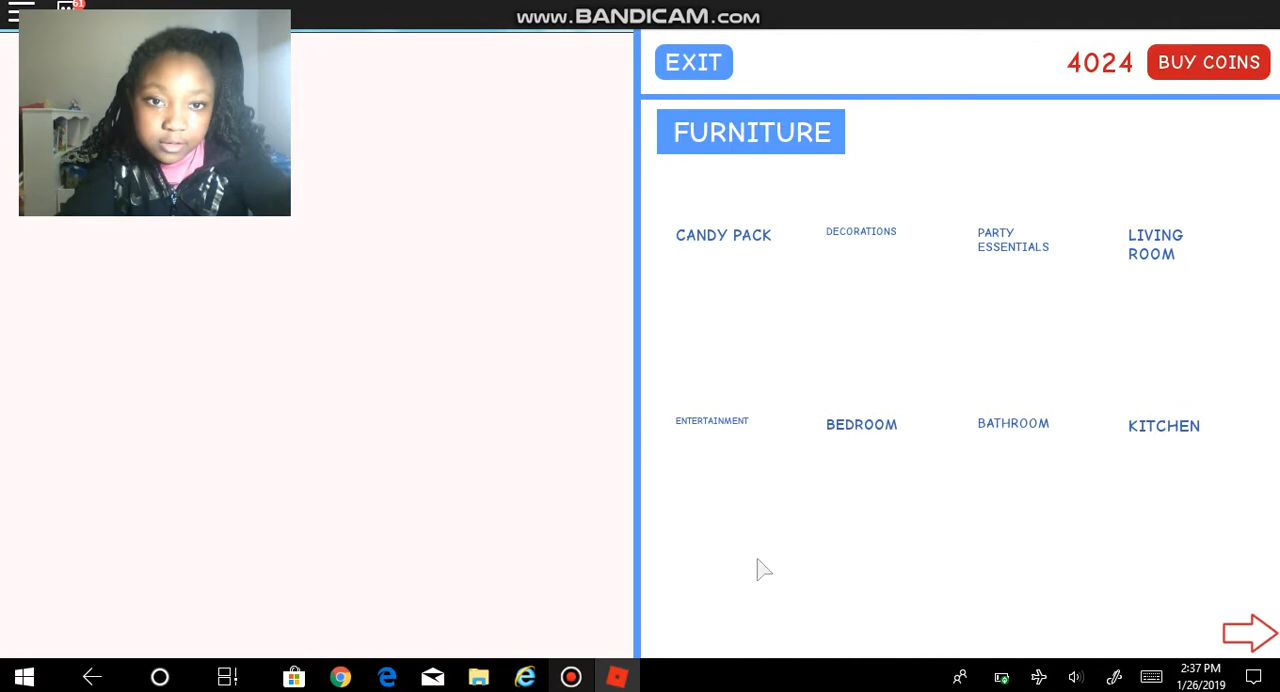 61
www.BANDICAM.com
EXIT
4024
BUY COINS
FURNITURE
CANDY PACK
DECORATIONS
PARTY
ESSENTIALS
LIVING
ROOM
ENTERTAINMENT
BEDROOM
BATHROOM
KITCHEN
2:37 PM
1/26/2019